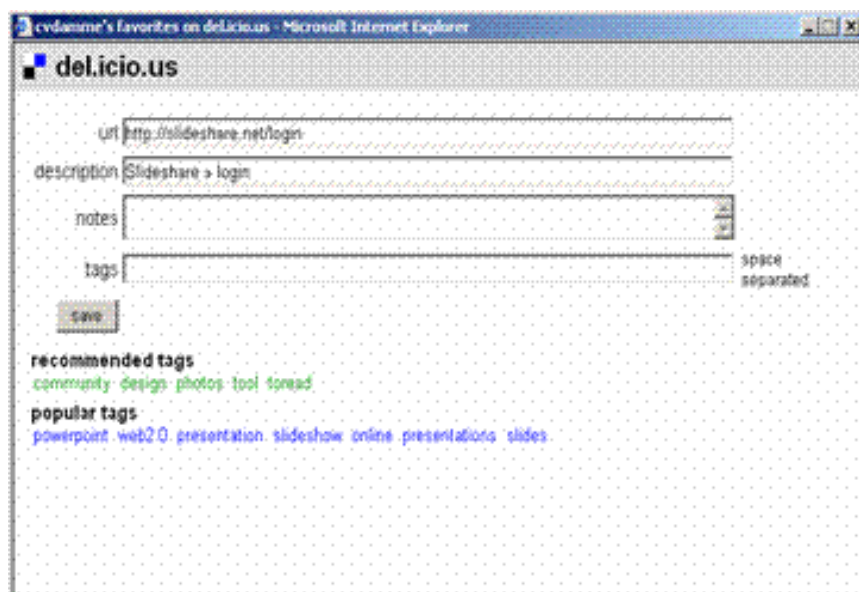 cvdamme's favorites on del.icio.us - Microsoft Internet Explorer
del.icio.us
url http://slideshare.net/login
description Slideshare » login
notes
tags space separated
save
recommended tags
community design photos tool toread
popular tags
powerpoint web2.0 presentation slideshow online presentations slides